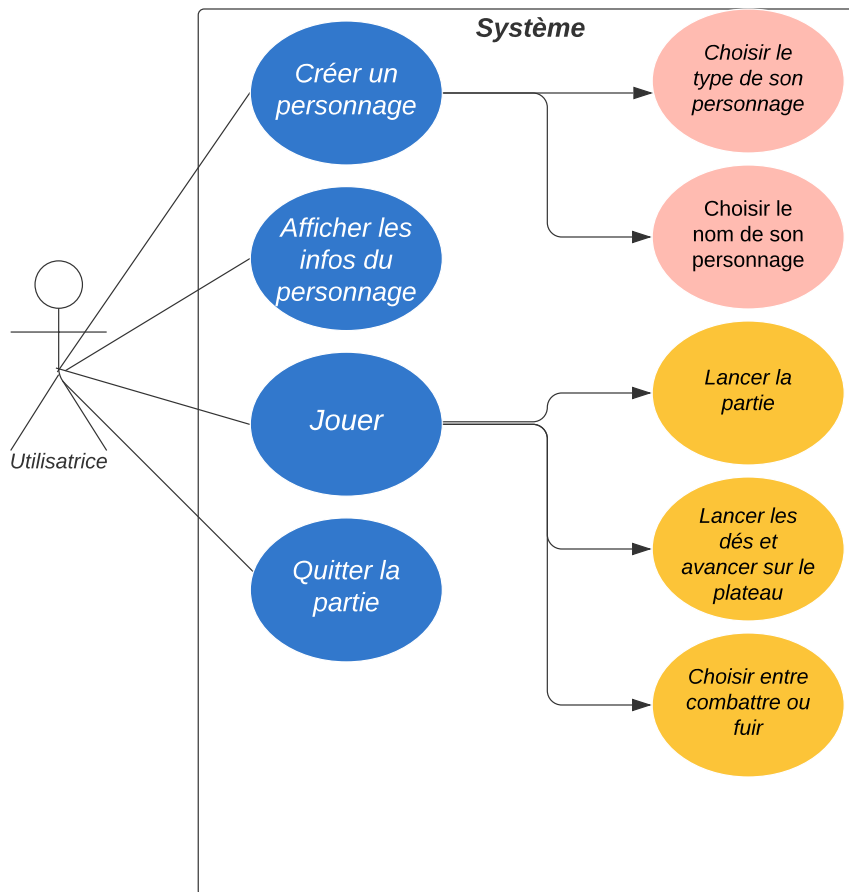 Système
Créer un
personnage
Choisir le
type de son
personnage
Afficher les
infos du
personnage
Choisir le
nom de son
personnage
Utilisatrice
Jouer
Lancer la
partie
Quitter la
partie
Lancer les
dés et
avancer sur le
plateau
Choisir entre
combattre ou
fuir